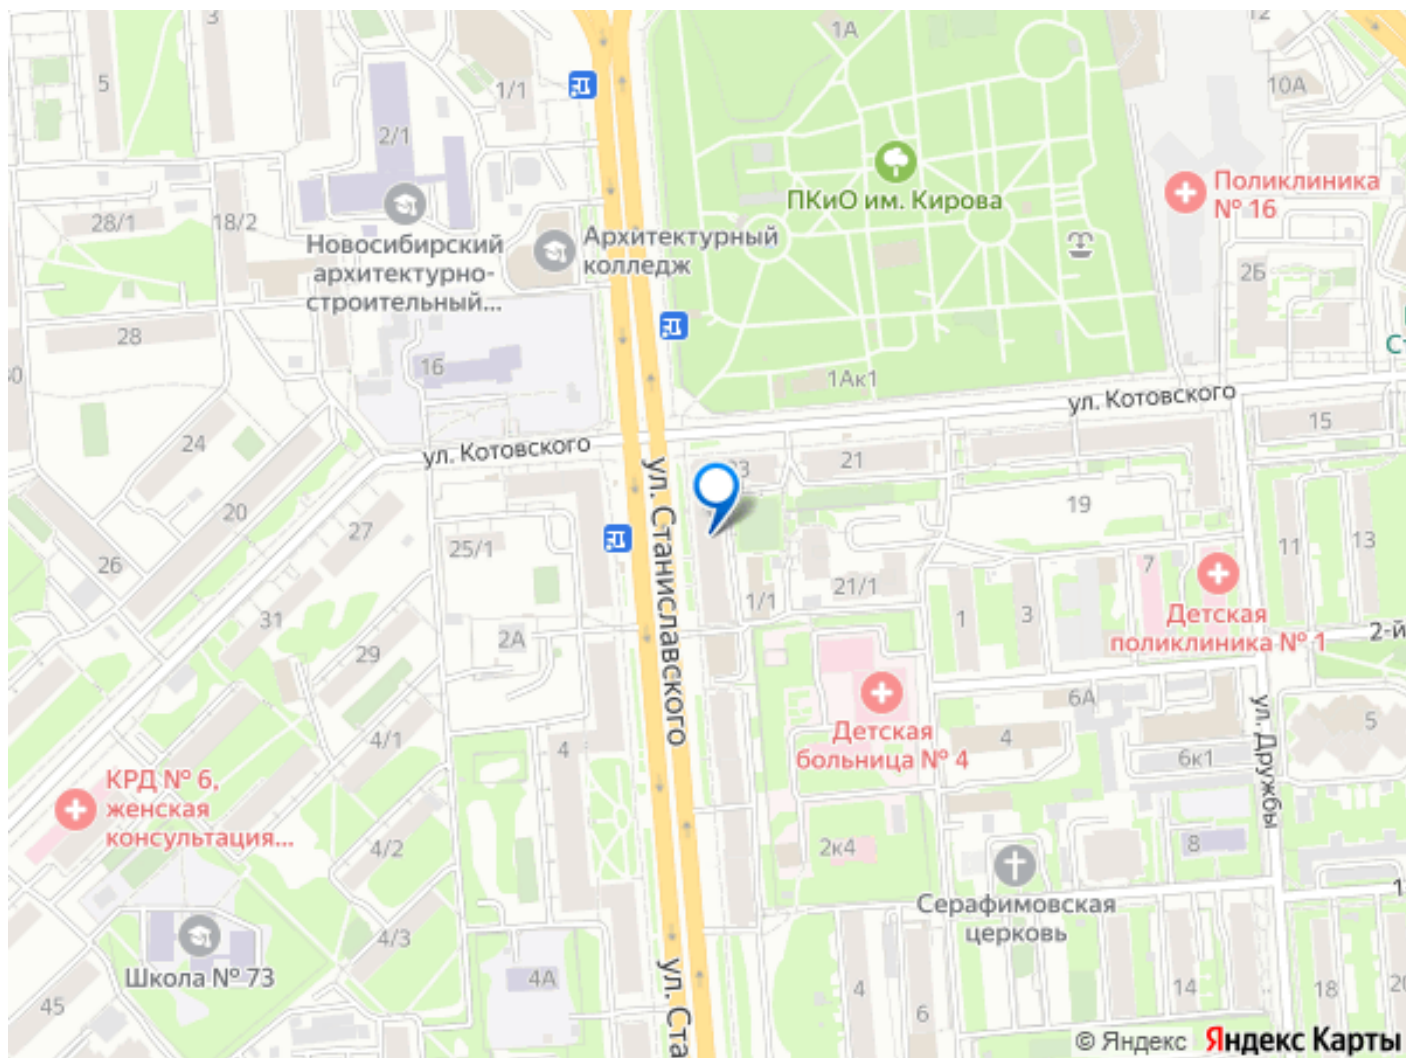 3
1А
12
5
1/1
10А
2/1
Поликлиника
№ 16
ПКиО им. Кирова
28/1
18/2
Новосибирский
архитектурно-
строительный...
Архитектурный
колледж
2Б
28
16
1Ак1
ул. Котовского
15
24
ул. Котовского
21
20
27
19
25/1
26
11
13
7
31
1/1
21/1
1
3
2А
Детская
поликлиника № 1
2-й
29
ул. Станиславского
6А
ул. Дружбы
5
4/1
4
Детская
больница № 4
4
6к1
КРД № 6,
женская
консультация...
4/2
2к4
8
Серафимовская
церковь
4/3
Школа № 73
4А
ул. Ста
45
4
6
14
18
© Яндекс Яндекс Карты